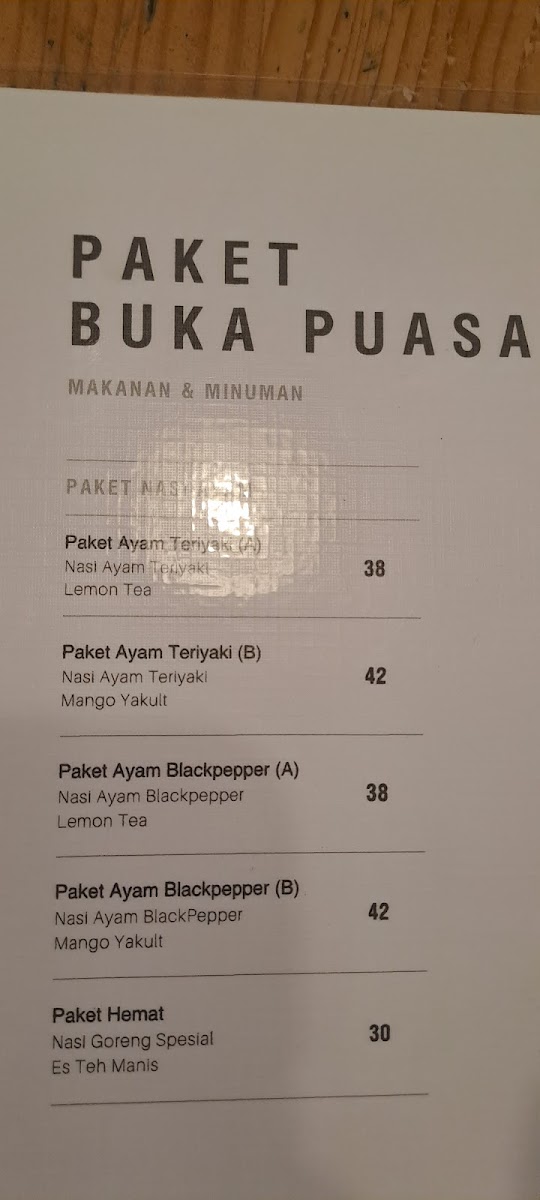 PAKET
BUKA PUASA
MAKANAN & MINUMAN
PAKET NASI
Paket Ayam Teriyaki (A)
Nasi Ayam Teriyaki
38
Lemon Tea
Paket Ayam Teriyaki (B)
Nasi Ayam Teriyaki
42
Mango Yakult
Paket Ayam Blackpepper (A)
Nasi Ayam Blackpepper
38
Lemon Tea
Paket Ayam Blackpepper (B)
Nasi Ayam BlackPepper
42
Mango Yakult
Paket Hemat
Nasi Goreng Spesial
30
Es Teh Manis